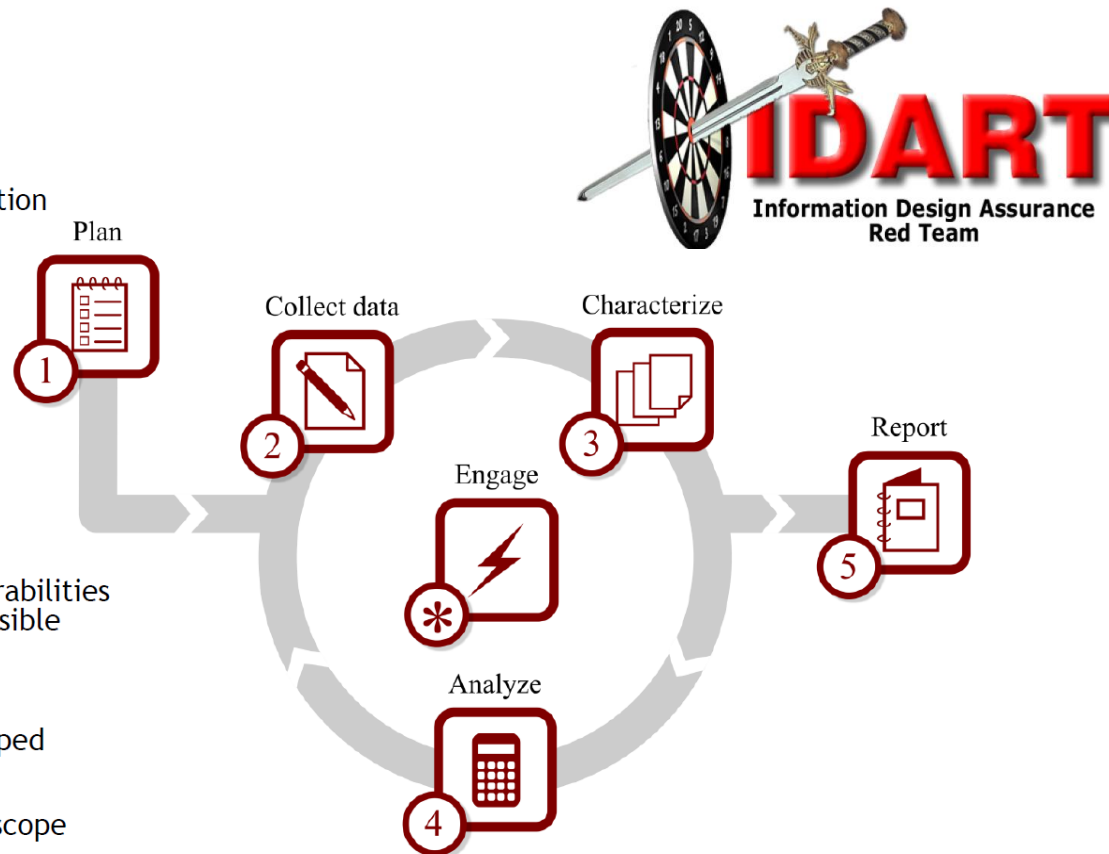 IDART
Information Design Assurance
Red Team
tion
Plan
1
Collect data
2
Characterize
3
Engage
*
Report
5
rabilities
sible
Analyze
4
ped
scope